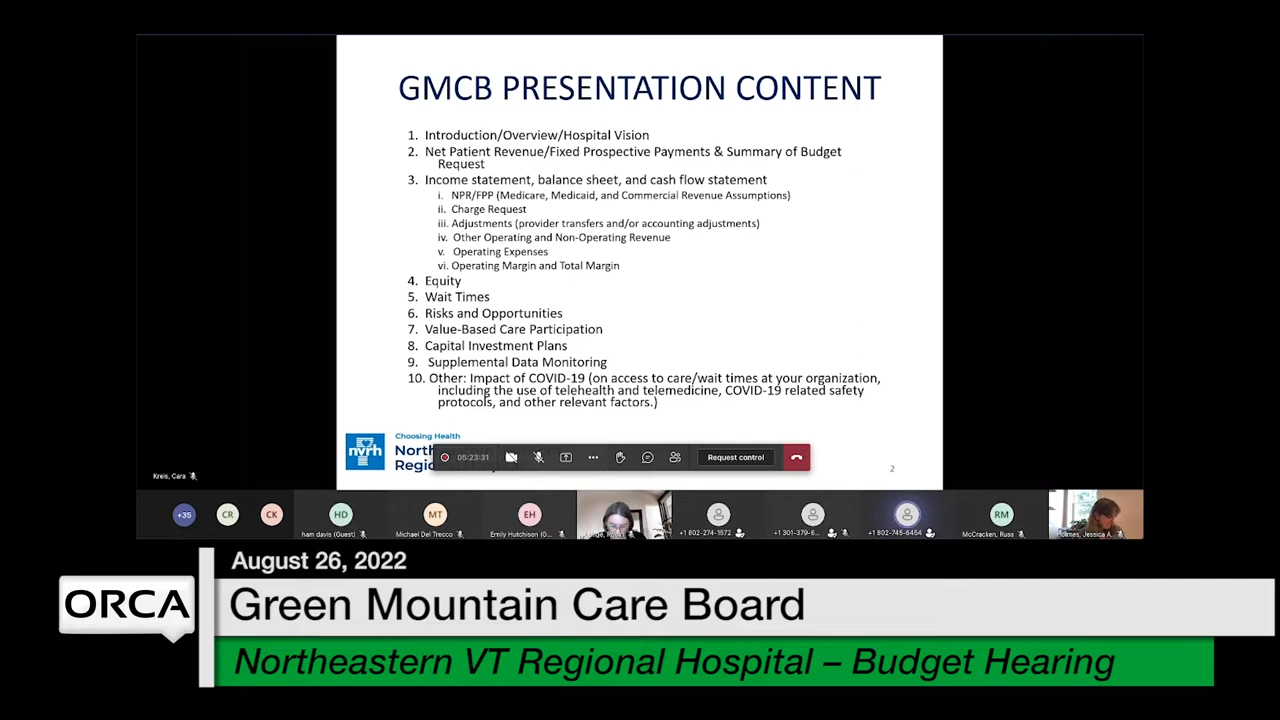 GMCB PRESENTATION CONTENT
1. Introduction/Overview/Hospital Vision
2. Net Patient Revenue/Fixed Prospective Payments & Summary of Budget
Request
3. Income statement, balance sheet, and cash flow statement
i. NPR/FPP (Medicare, Medicaid, and Commercial Revenue Assumptions)
ii. Charge Request
iii. Adjustments (provider transfers and/or accounting adjustments)
iv. Other Operating and Non-Operating Revenue
v. Operating Expenses
vi. Operating Margin and Total Margin
4. Equity
5. Wait Times
6. Risks and Opportunities
7. Value-Based Care Participation
8. Capital Investment Plans
9. Supplemental Data Monitoring
10. Other: Impact of COVID-19 (on access to care/wait times at your organization,
including the use of telehealth and telemedicine, COVID-19 related safety
protocols, and other relevant factors.)
nvrh
Choosing Health
05:23:31
Request control
2
Kreis, Cara
+35
CR
CK
HD
MT
EH
RM
ham davis (Guest)
Michael Del Trecco
Emily Hutchison (G...
+1 802-274-1572
+1 301-379-6...
+1 802-745-6454
McCracken, Russ
Holmes, Jessica A.
August 26, 2022
ORCA
Green Mountain Care Board
Northeastern VT Regional Hospital – Budget Hearing